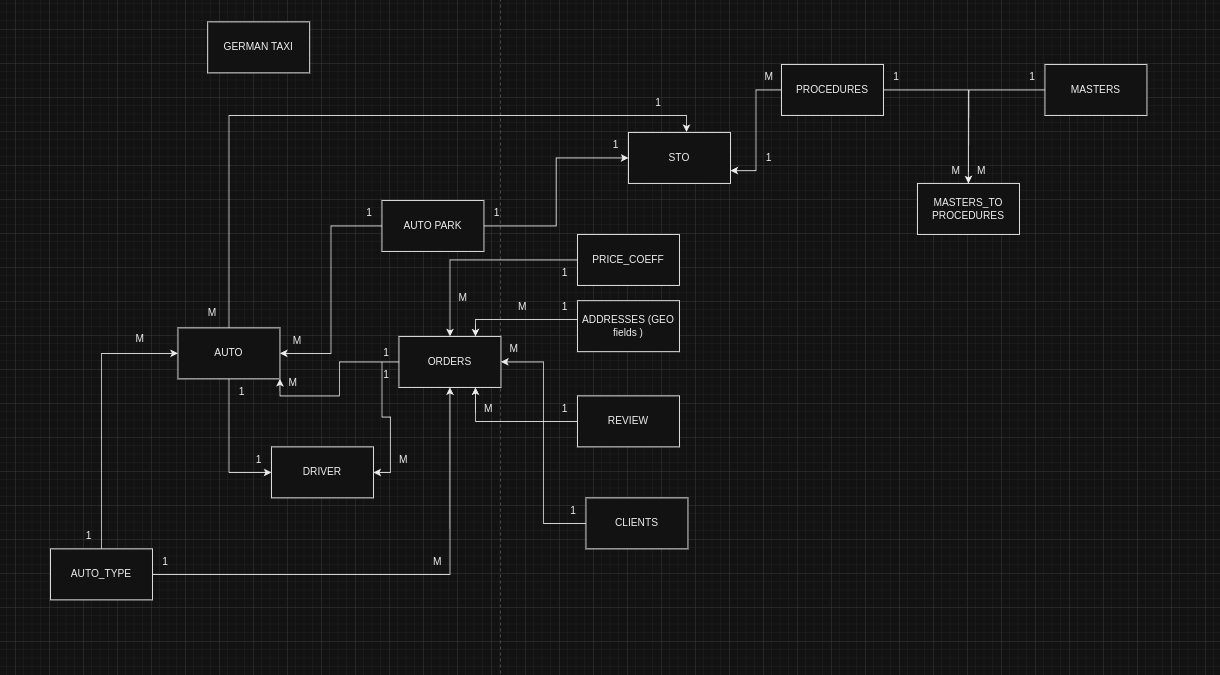 GERMAN TAXI
M
PROCEDURES
1
1
MASTERS
1
1
STO
1
M
M
MASTERS_TO
PROCEDURES
1
AUTO PARK
1
PRICE_COEFF
1
M
M
1
ADDRESSES (GEO
fields )
M
M
M
AUTO
1
ORDERS
M
M
1
1
M
1
REVIEW
1
DRIVER
M
1
CLIENTS
1
AUTO_TYPE
1
M